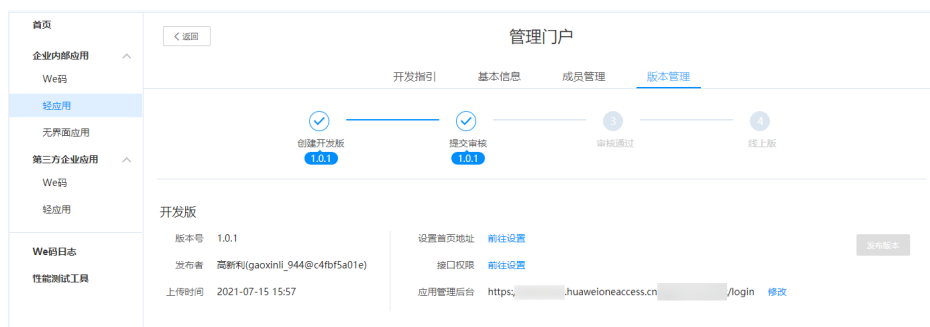 首页
企业内部应用
We码
轻应用
无界面应用
第三方企业应用
We码
轻应用
We码日志
性能测试工具
< 返回
管理门户
开发指引 基本信息 成员管理 版本管理
3 4
创建开发版 提交审核 审核通过 线上版
1.0.1 1.0.1
开发版
版本号 1.0.1 设置首页地址 前往设置 发布版本
发布者 高新利(gaoxinli_944@c4fbf5a01e) 接口权限 前往设置
上传时间 2021-07-15 15:57 应用管理后台 https:/ .huaweioneaccess.cn /login 修改